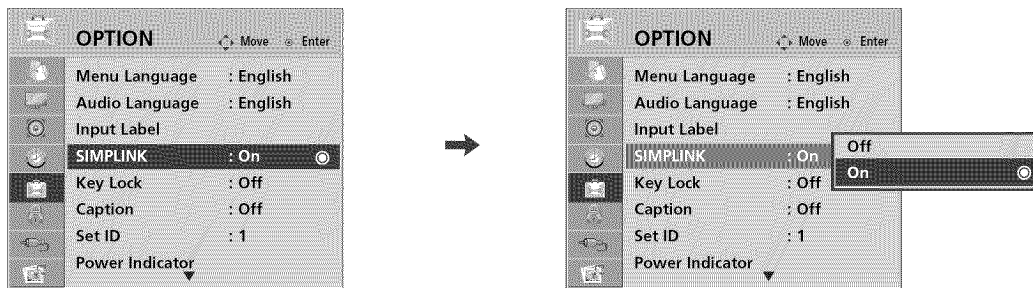 OPTION Move Enter
Menu Language : English
Audio Language : English
Input Label
SIMPLINK : On
Key Lock : Off
Caption : Off
Set ID : 1
Power Indicator
OPTION Move Enter
Menu Language : English
Audio Language : English
Input Label
SIMPLINK : On
Key Lock : Off
Caption : Off
Set ID : 1
Power Indicator
Off
On